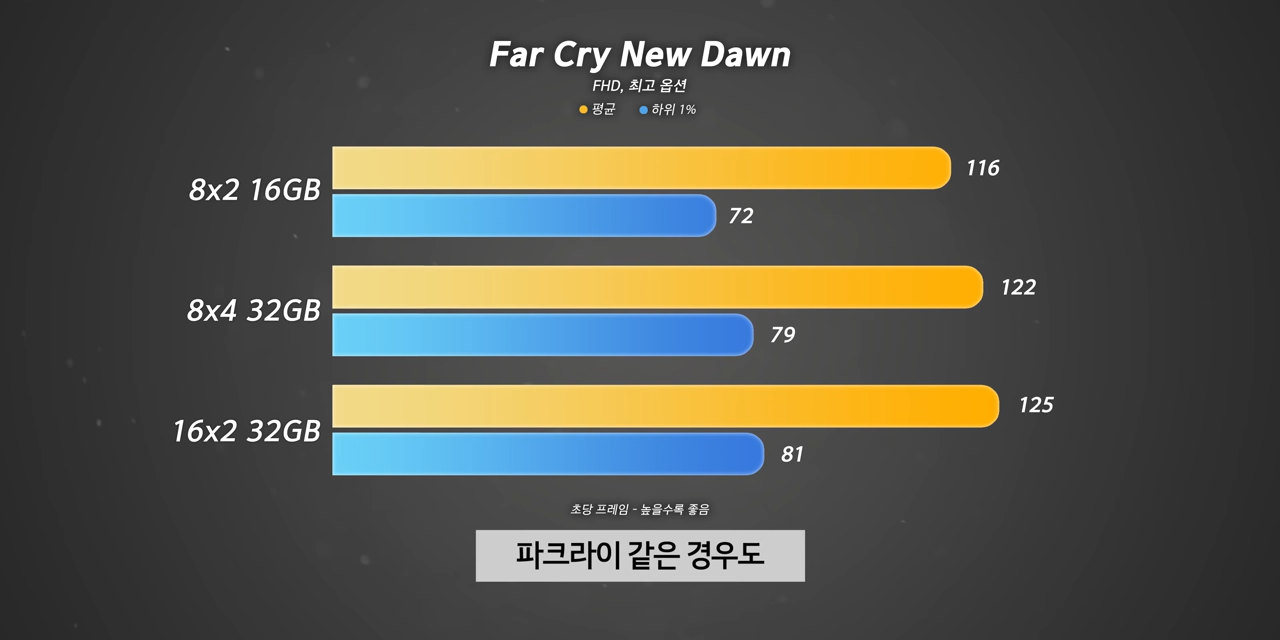 Far Cry New Dawn
FHD, 최고 옵션
평균 하위 1%
8x2 16GB
116
72
8x4 32GB
122
79
16x2 32GB
125
81
초당 프레임 - 높을수록 좋음
파크라이 같은 경우도